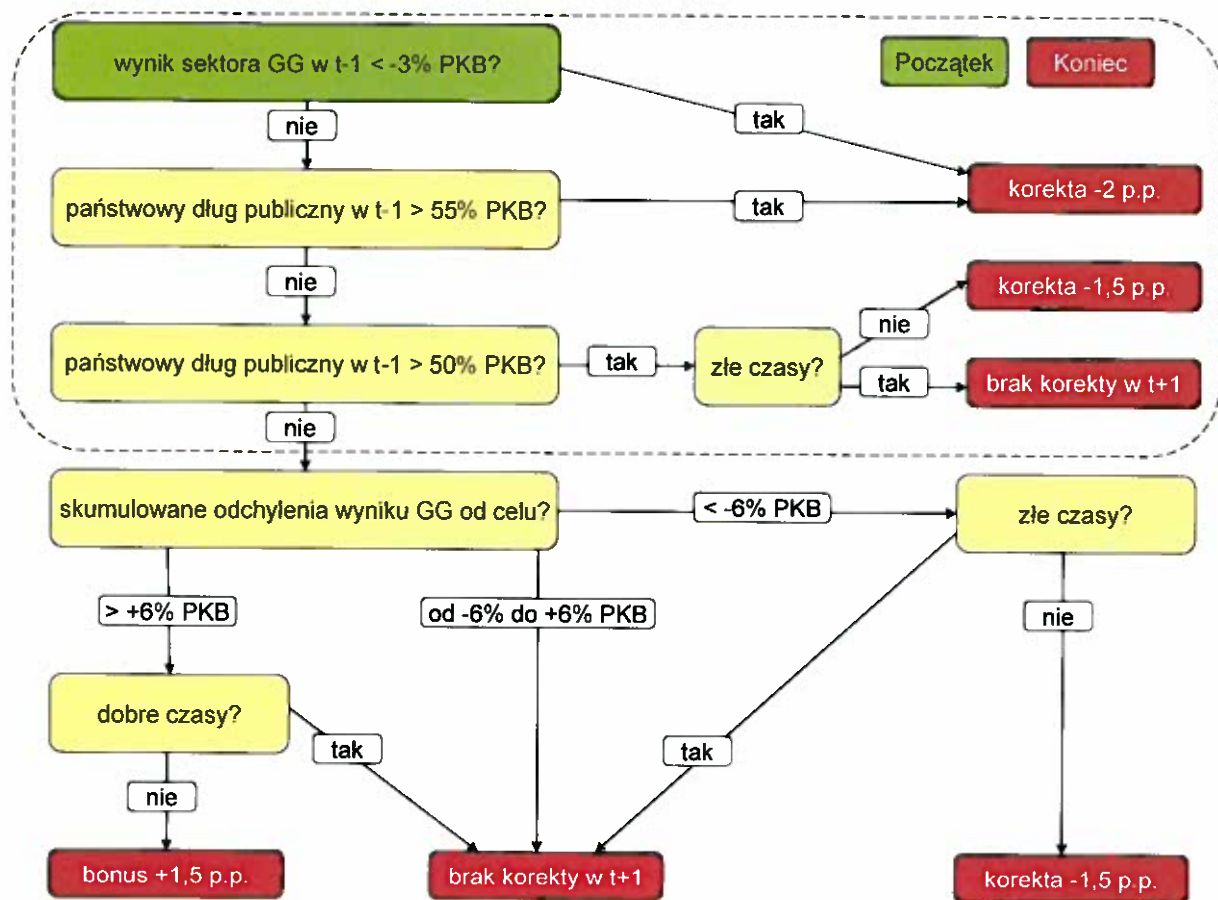 wynik sektora GG w t-1 < -3% PKB?
Początek
Koniec
nie
tak
państwowy dług publiczny w t-1 > 55% PKB?
tak
korekta -2 p.p.
nie
korekta -1,5 p.p.
nie
państwowy dług publiczny w t-1 > 50% PKB?
tak
złe czasy?
tak
brak korekty w t+1
nie
skumulowane odchylenia wyniku GG od celu?
< -6% PKB
złe czasy?
> +6% PKB
od -6% do +6% PKB
nie
dobre czasy?
tak
tak
nie
bonus +1,5 p.p.
brak korekty w t+1
korekta -1,5 p.p.